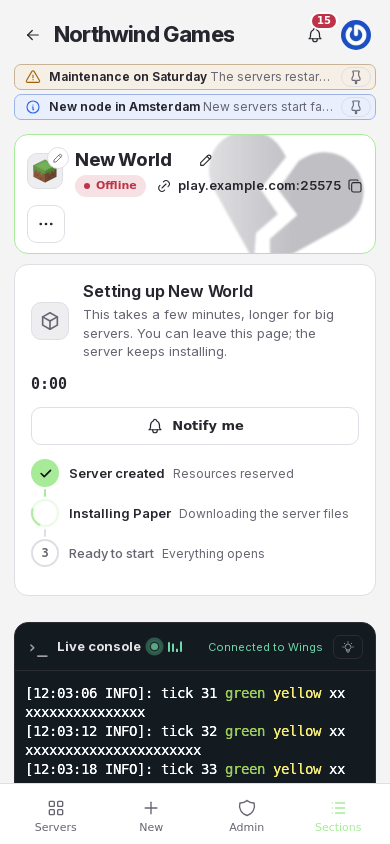 Northwind Games
15
Maintenance on Saturday The servers restar...
New node in Amsterdam New servers start fa...
New World
Offline play.example.com:25575
Setting up New World
This takes a few minutes, longer for big
servers. You can leave this page; the
server keeps installing.
0:00
Notify me
Server created Resources reserved
Installing Paper Downloading the server files
3 Ready to start Everything opens
Live console Connected to Wings
[12:03:06 INFO]: tick 31 green yellow xx
xxxxxxxxxxxxxxx
[12:03:12 INFO]: tick 32 green yellow xx
xxxxxxxxxxxxxxxxxxxxxx
[12:03:18 INFO]: tick 33 green yellow xx
Servers New Admin Sections